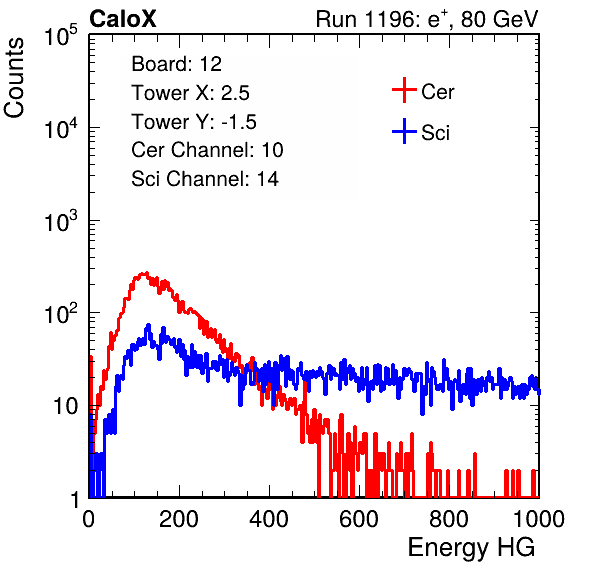 CaloX Run 1196: e⁺, 80 GeV
Counts
Board: 12
Tower X: 2.5
Tower Y: -1.5
Cer Channel: 10
Sci Channel: 14
Cer
Sci
10⁵
10⁴
10³
10²
10
1
0 200 400 600 800 1000
Energy HG